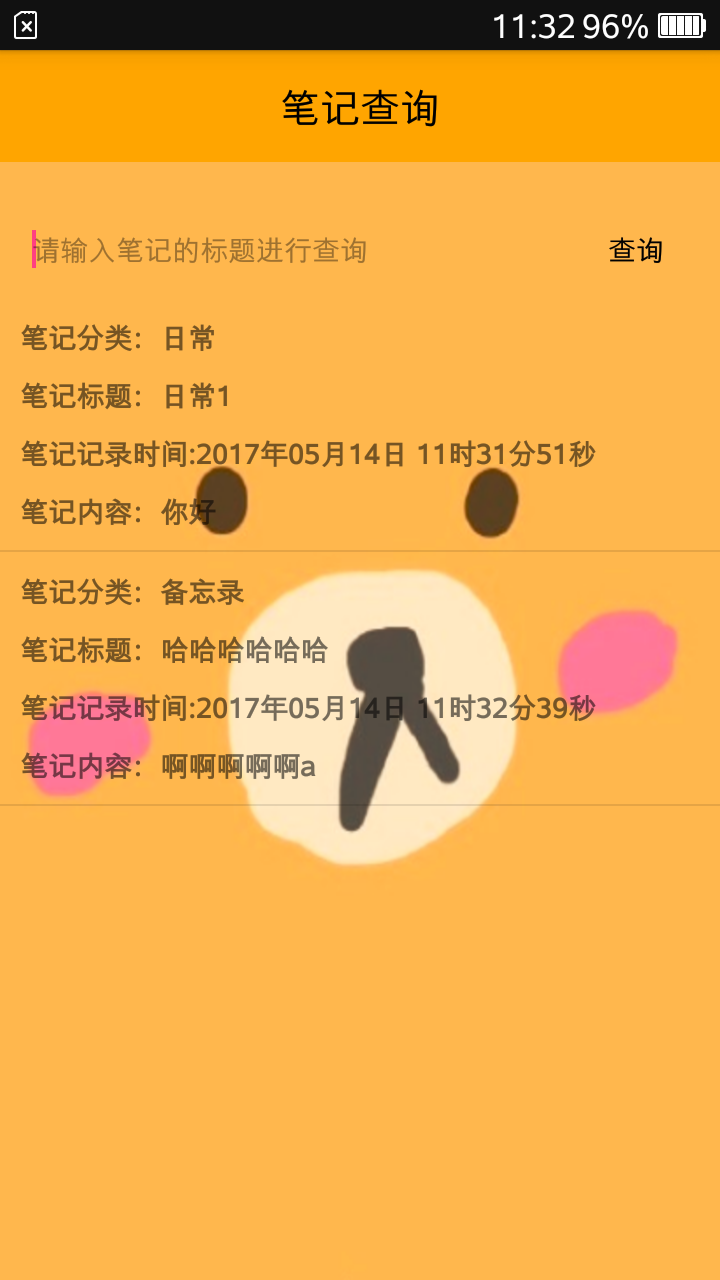 11:32 96%
笔记查询
请输入笔记的标题进行查询 查询
笔记分类：日常
笔记标题：日常1
笔记记录时间:2017年05月14日 11时31分51秒
笔记内容：你好
笔记分类：备忘录
笔记标题：哈哈哈哈哈哈
笔记记录时间:2017年05月14日 11时32分39秒
笔记内容：啊啊啊啊啊a